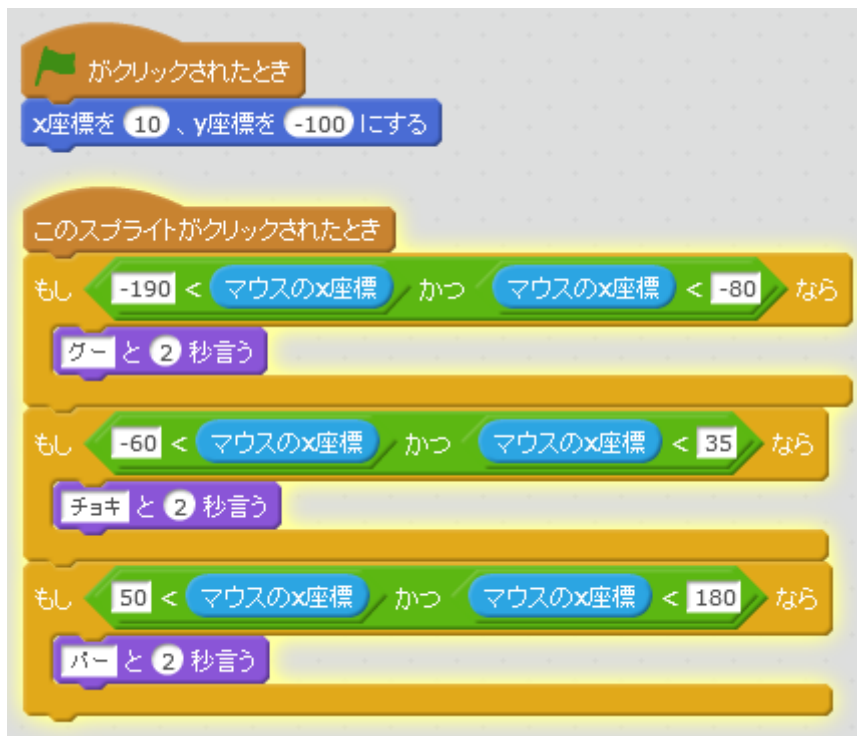 がクリックされたとき
x座標を 10 、y座標を -100 にする
このスプライトがクリックされたとき
もし -190 < マウスのx座標 かつ マウスのx座標 < -80 なら
グー と 2 秒言う
もし -60 < マウスのx座標 かつ マウスのx座標 < 35 なら
チョキ と 2 秒言う
もし 50 < マウスのx座標 かつ マウスのx座標 < 180 なら
パー と 2 秒言う